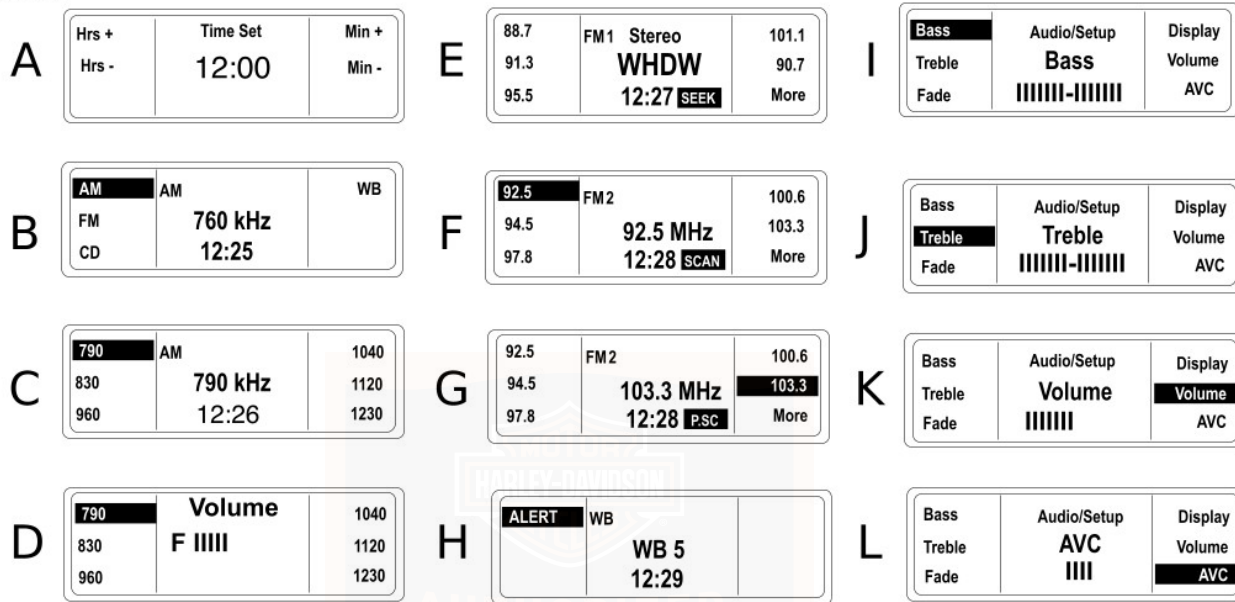 A
Hrs +
Time Set
Min +
Hrs -
12:00
Min -
B
AM
AM
WB
FM
760 kHz
CD
12:25
C
790
AM
1040
830
790 kHz
1120
960
12:26
1230
D
790
Volume
1040
830
F IIIII
1120
960
1230
E
88.7
FM1 Stereo
101.1
91.3
WHDW
90.7
95.5
12:27 SEEK
More
F
92.5
FM2
100.6
94.5
92.5 MHz
103.3
97.8
12:28 SCAN
More
G
92.5
FM2
100.6
94.5
103.3 MHz
103.3
97.8
12:28 P.SC
More
H
ALERT
WB
WB 5
12:29
I
Bass
Audio/Setup
Display
Treble
Bass
Volume
Fade
IIIIIII-IIIIIII
AVC
J
Bass
Audio/Setup
Display
Treble
Treble
Volume
Fade
IIIIIII-IIIIIII
AVC
K
Bass
Audio/Setup
Display
Treble
Volume
Volume
Fade
IIIIIII
AVC
L
Bass
Audio/Setup
Display
Treble
AVC
Volume
Fade
IIII
AVC
MOTOR
HARLEY-DAVIDSON